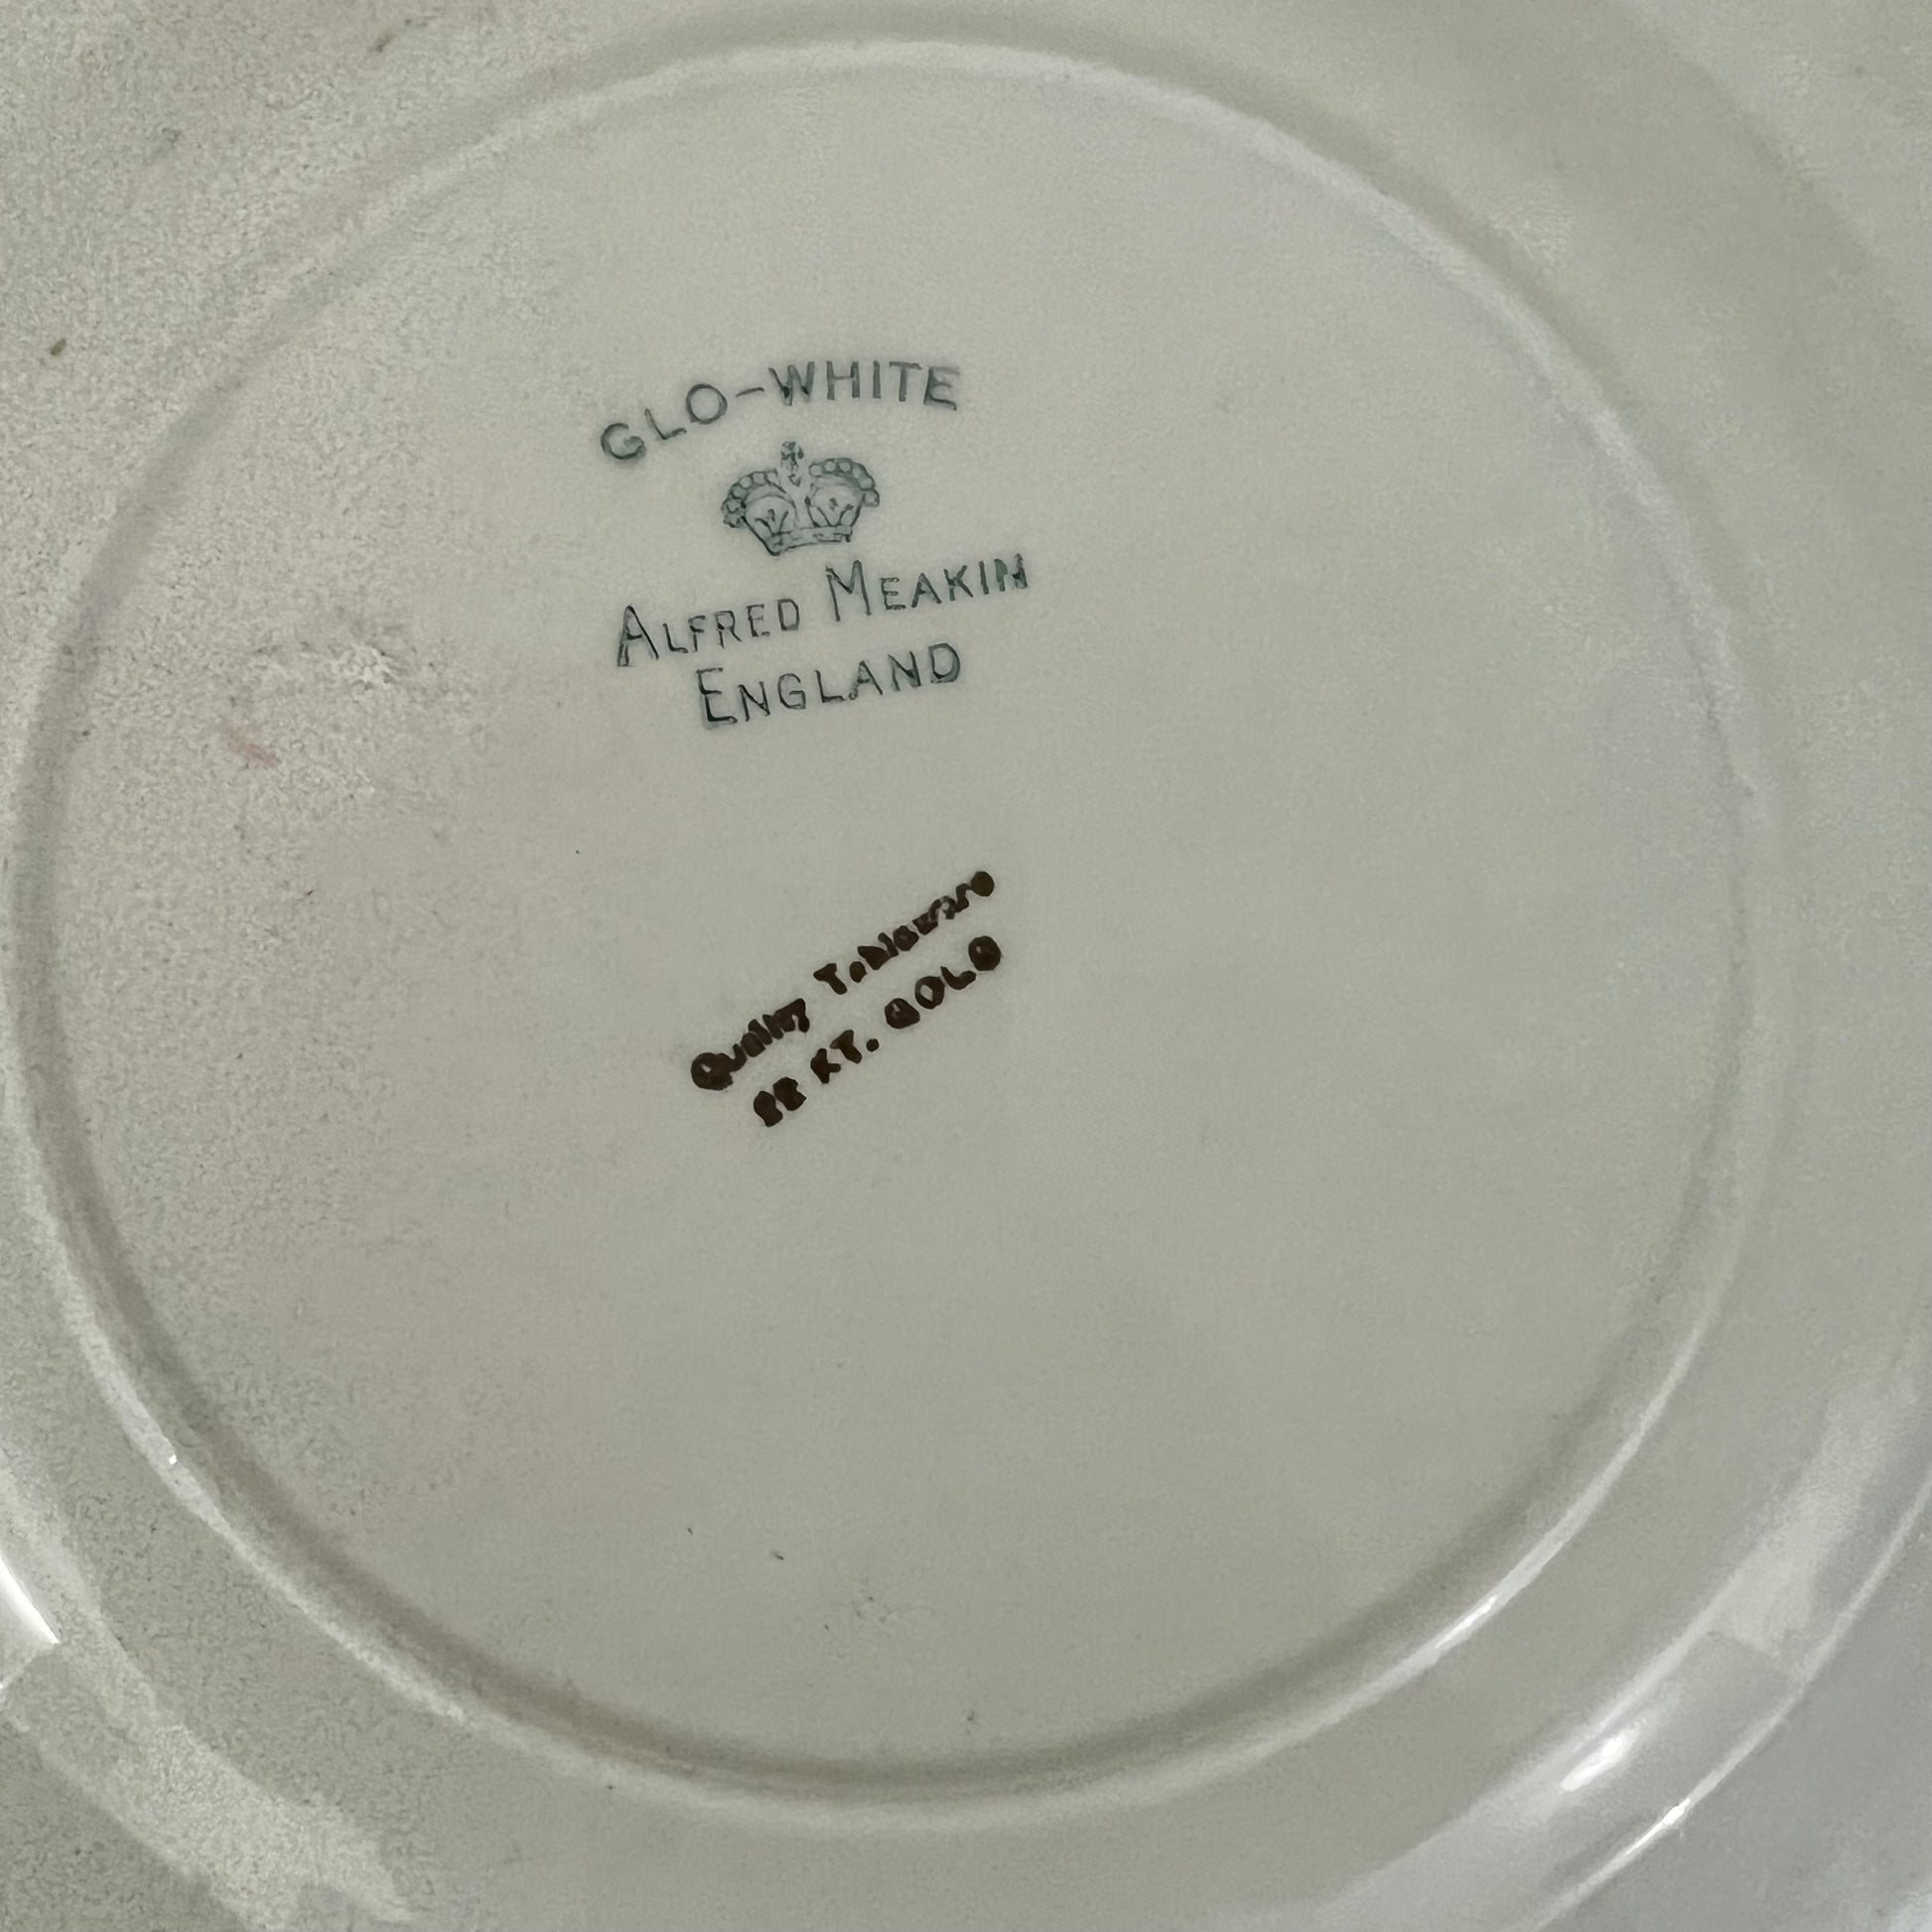 GLO-WHITE
ALFRED MEAKIN
ENGLAND
Quality Tableware
22 KT. GOLD